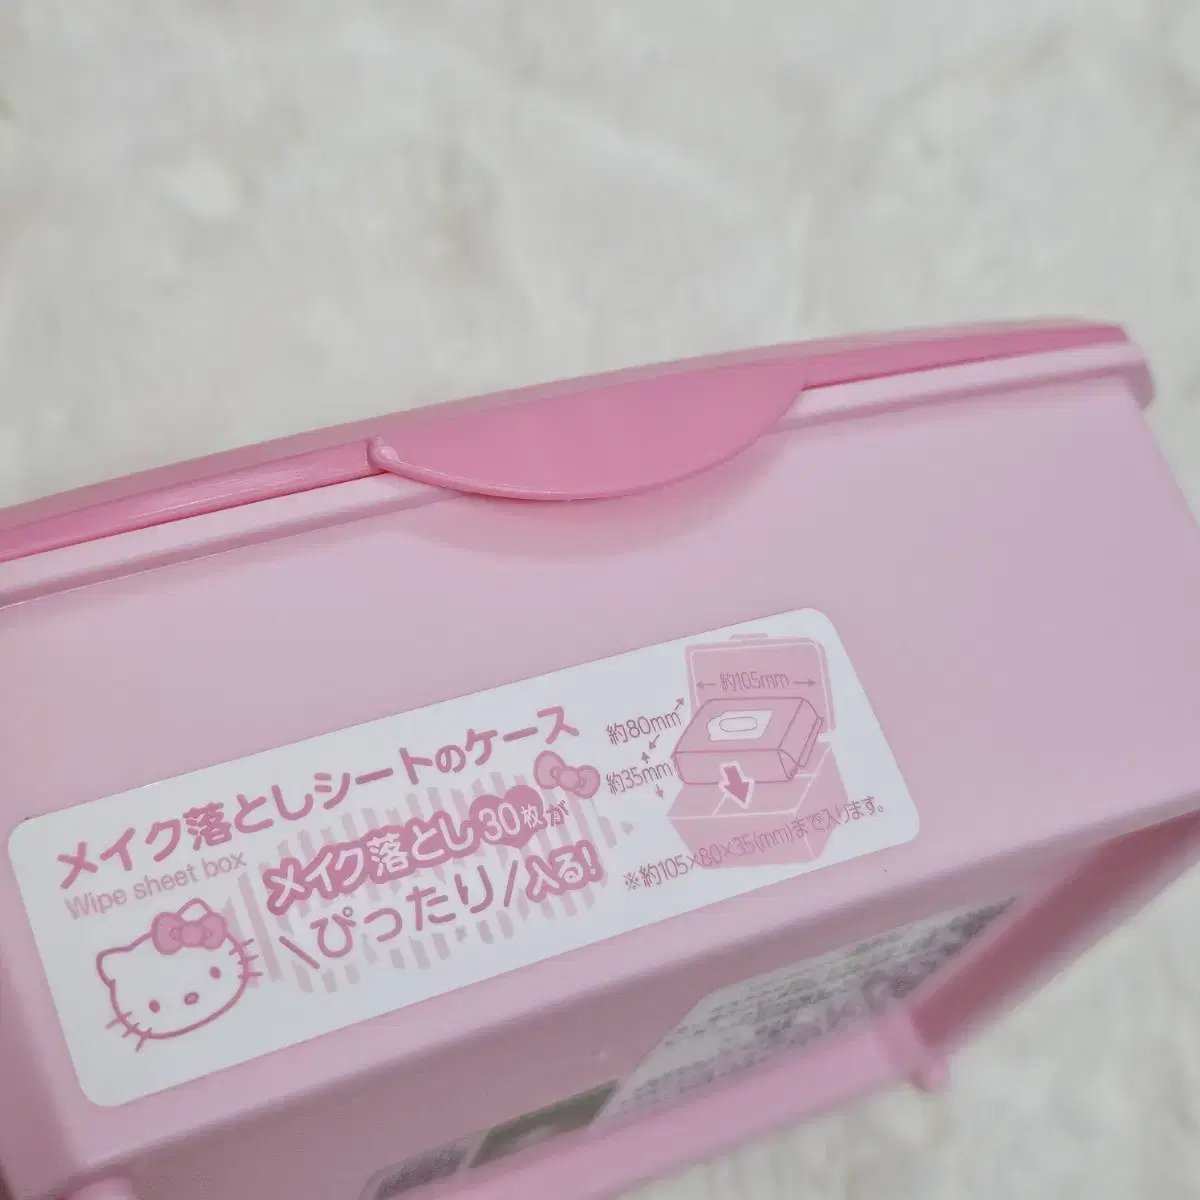 メイク落としシートのケース
Wipe sheet box
メイク落とし30枚が
\ぴったり/入る!
約105mm
約80mm
約35mm
※約105×80×35(mm)まで入ります。